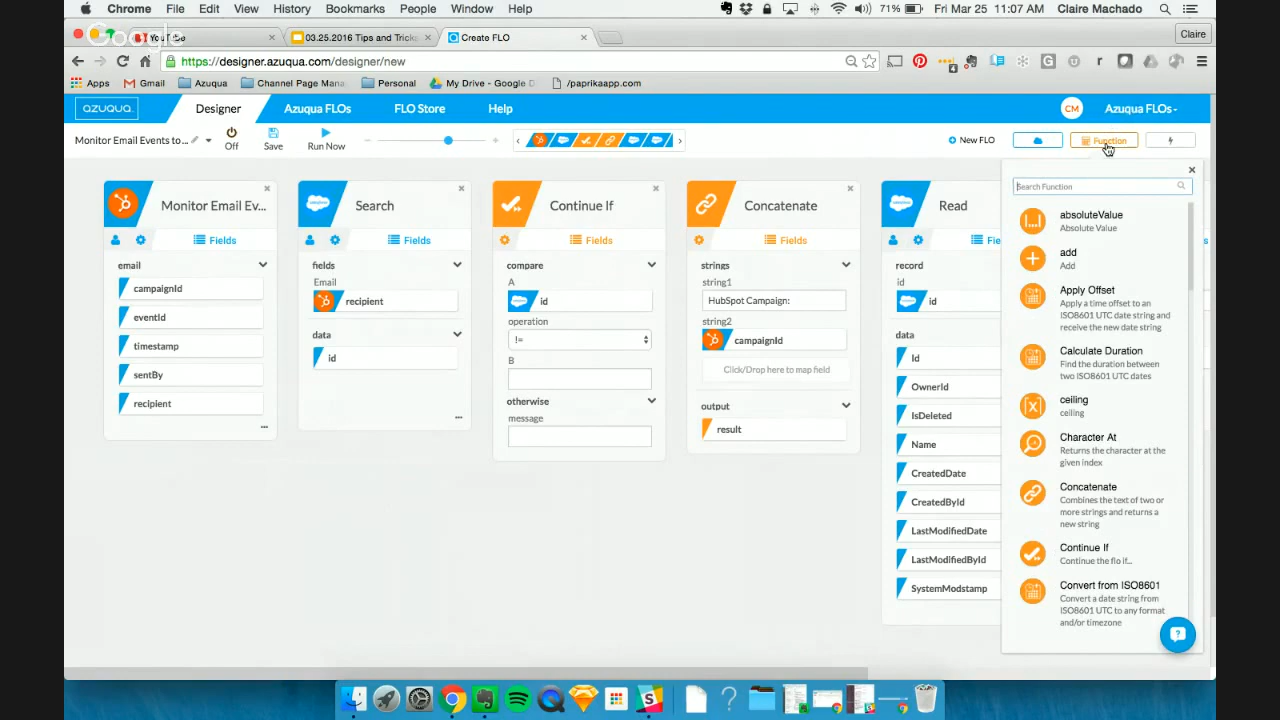 Chrome File Edit View History Bookmarks People Window Help 71% Fri Mar 25 11:07 AM Claire Machado
Google
YouTube 03.25.2016 Tips and Trick Create FLO Claire
https://designer.azuqua.com/designer/new
Apps Gmail Azuqua Channel Page Mana Personal My Drive - Google D /paprikaapp.com
AZUQUA. Designer Azuqua FLOs FLO Store Help CM Azuqua FLOs
Monitor Email Events to ... Off Save Run Now New FLO Function
Monitor Email Ev...
Fields
email
campaignId
eventId
timestamp
sentBy
recipient
Search
Fields
fields
Email
recipient
data
id
Continue If
Fields
compare
A
id
operation
!=
B
otherwise
message
Concatenate
Fields
strings
string1
HubSpot Campaign:
string2
campaignId
Click/Drop here to map field
output
result
Read
Fie
record
id
id
data
Id
OwnerId
IsDeleted
Name
CreatedDate
CreatedById
LastModifiedDate
LastModifiedById
SystemModstamp
Search Function
absoluteValue
Absolute Value
add
Add
Apply Offset
Apply a time offset to an
ISO8601 UTC date string and
receive the new date string
Calculate Duration
Find the duration between
two ISO8601 UTC dates
ceiling
ceiling
Character At
Returns the character at the
given index
Concatenate
Combines the text of two or
more strings and returns a
new string
Continue If
Continue the flo if...
Convert from ISO8601
Convert a date string from
ISO8601 UTC to any format
and/or timezone